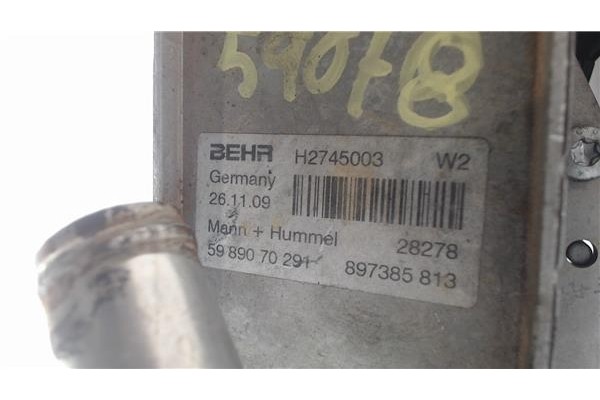 59078
BEHR H2745003 W2
Germany
26.11.09
Mann + Hummel 28278
59 890 70 291 897385 813